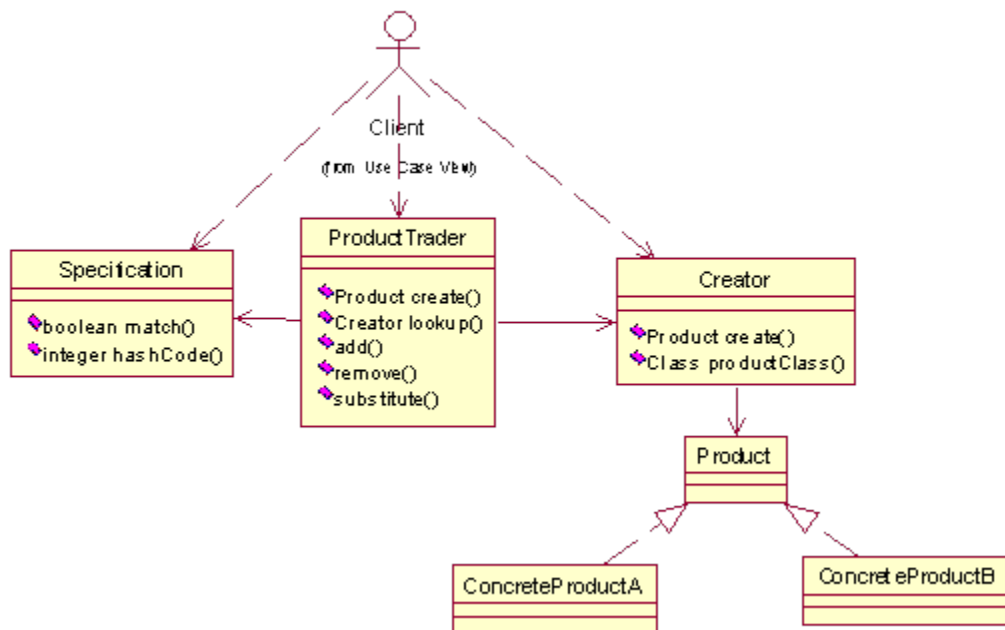 Client
(from Use Case View)
ProductTrader
Product create()
Creator lookup()
add()
remove()
substitute()
Specification
boolean match()
integer hashCode()
Creator
Product create()
Class productClass()
Product
ConcreteProductA
ConcreteProductB